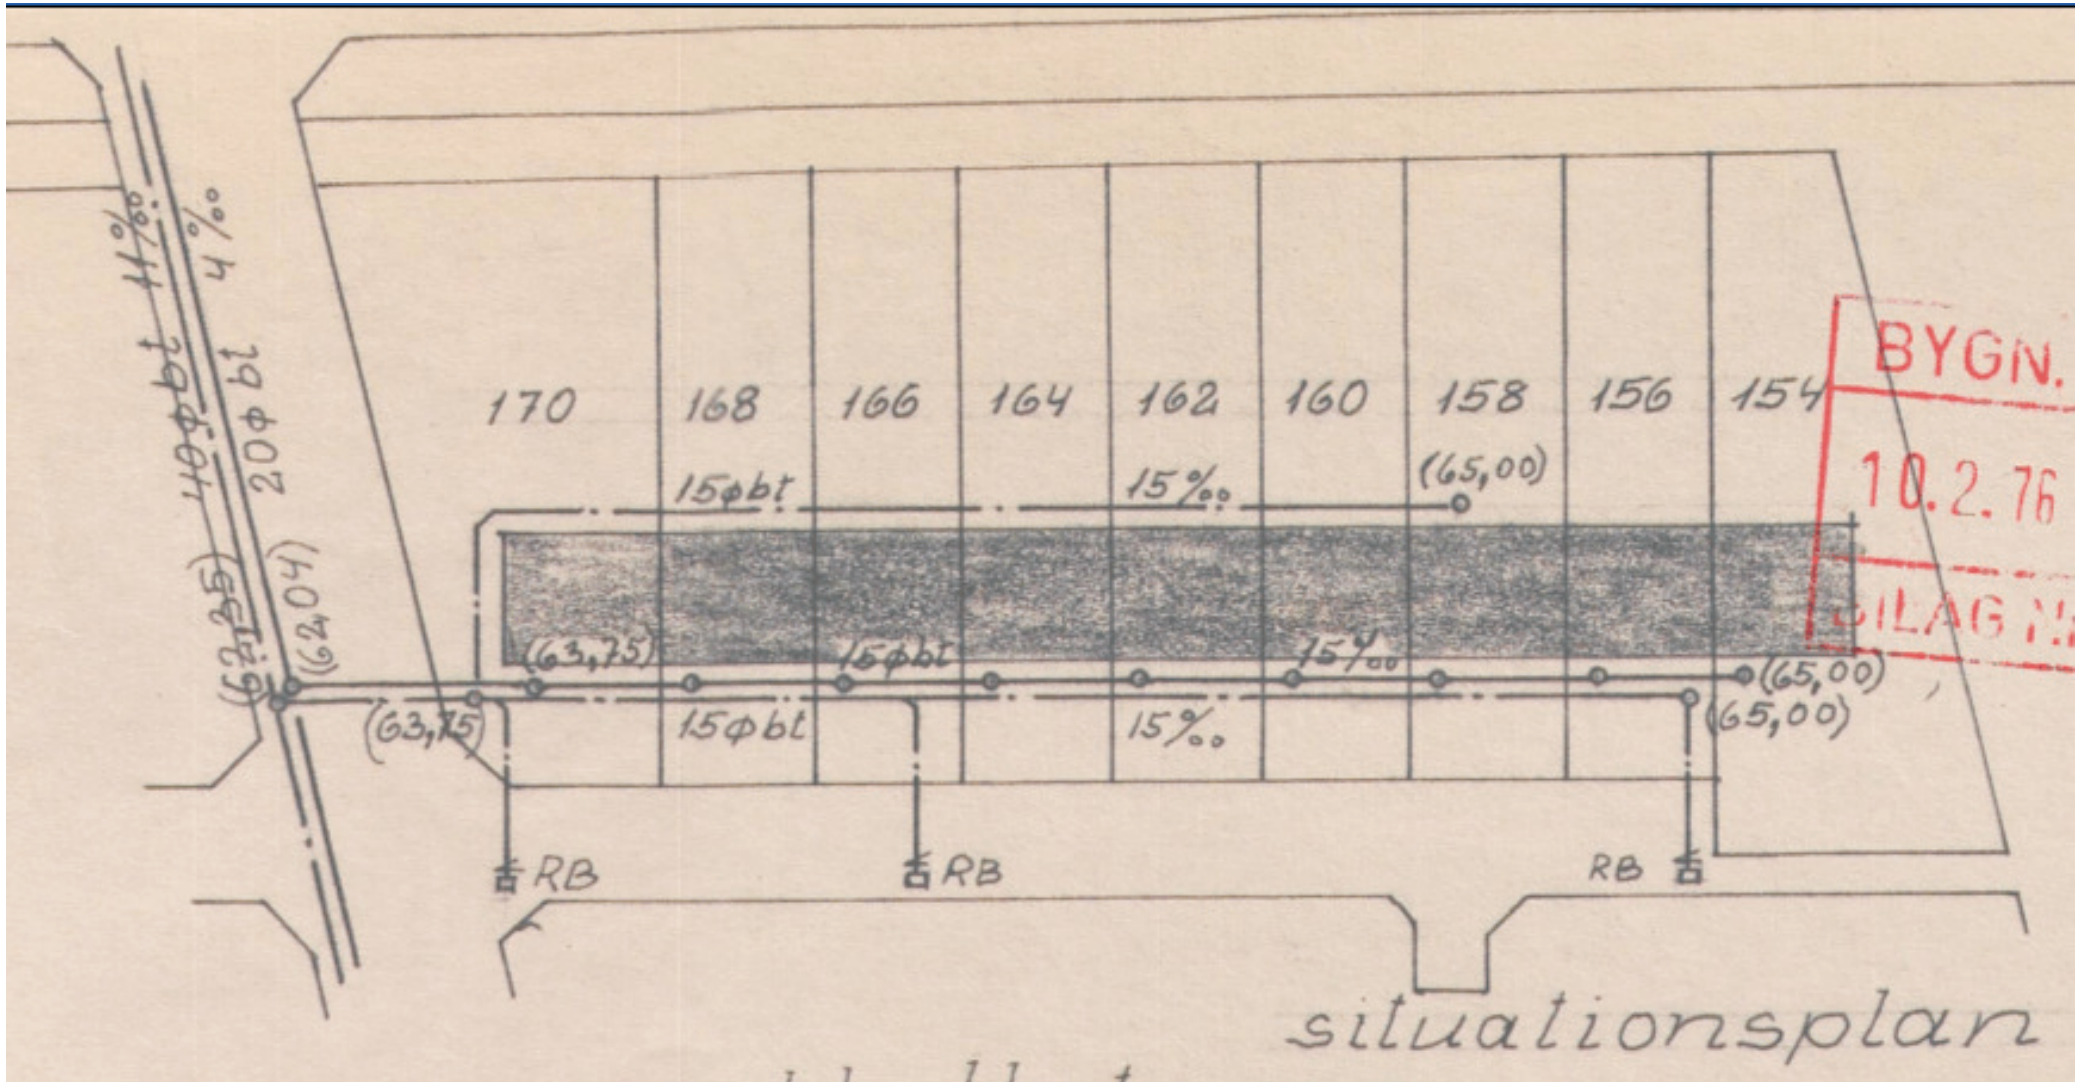 11‰
4‰
40φbt
20φbt
(62,35)
(62,04)
170
168
166
164
162
160
158
156
154
15φbt
15‰
(65,00)
(63,75)
15φbt
15‰
(65,00)
(63,75)
15φbt
15‰
(65,00)
RB
RB
RB
BYGN.
10.2.76
BILAG
situationsplan